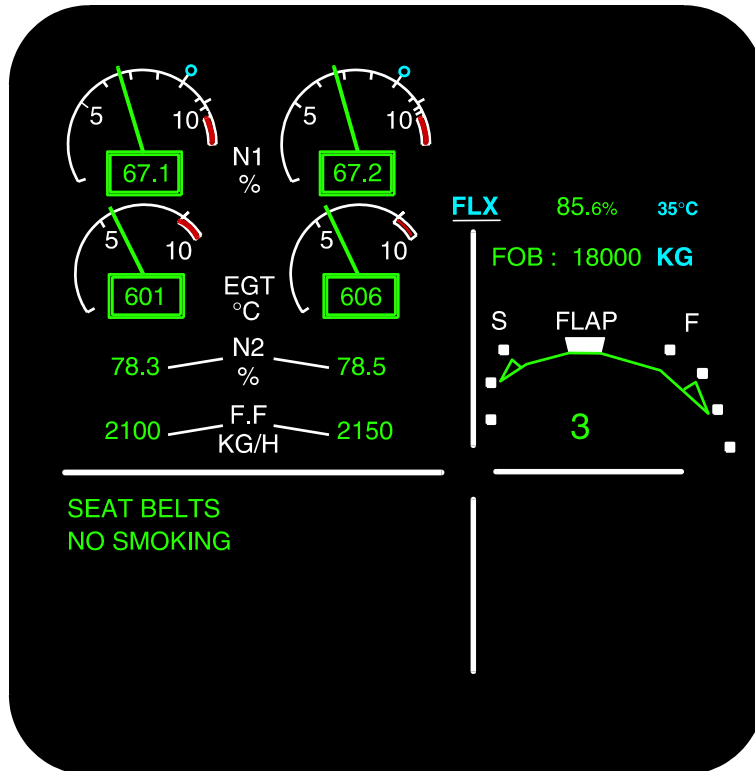 5 10 5 10
67.1 N1 % 67.2
FLX 85.6% 35°C
5 10 5 10
FOB : 18000 KG
601 EGT °C 606
S FLAP F
78.3 N2 % 78.5
3
2100 F.F KG/H 2150
SEAT BELTS
NO SMOKING